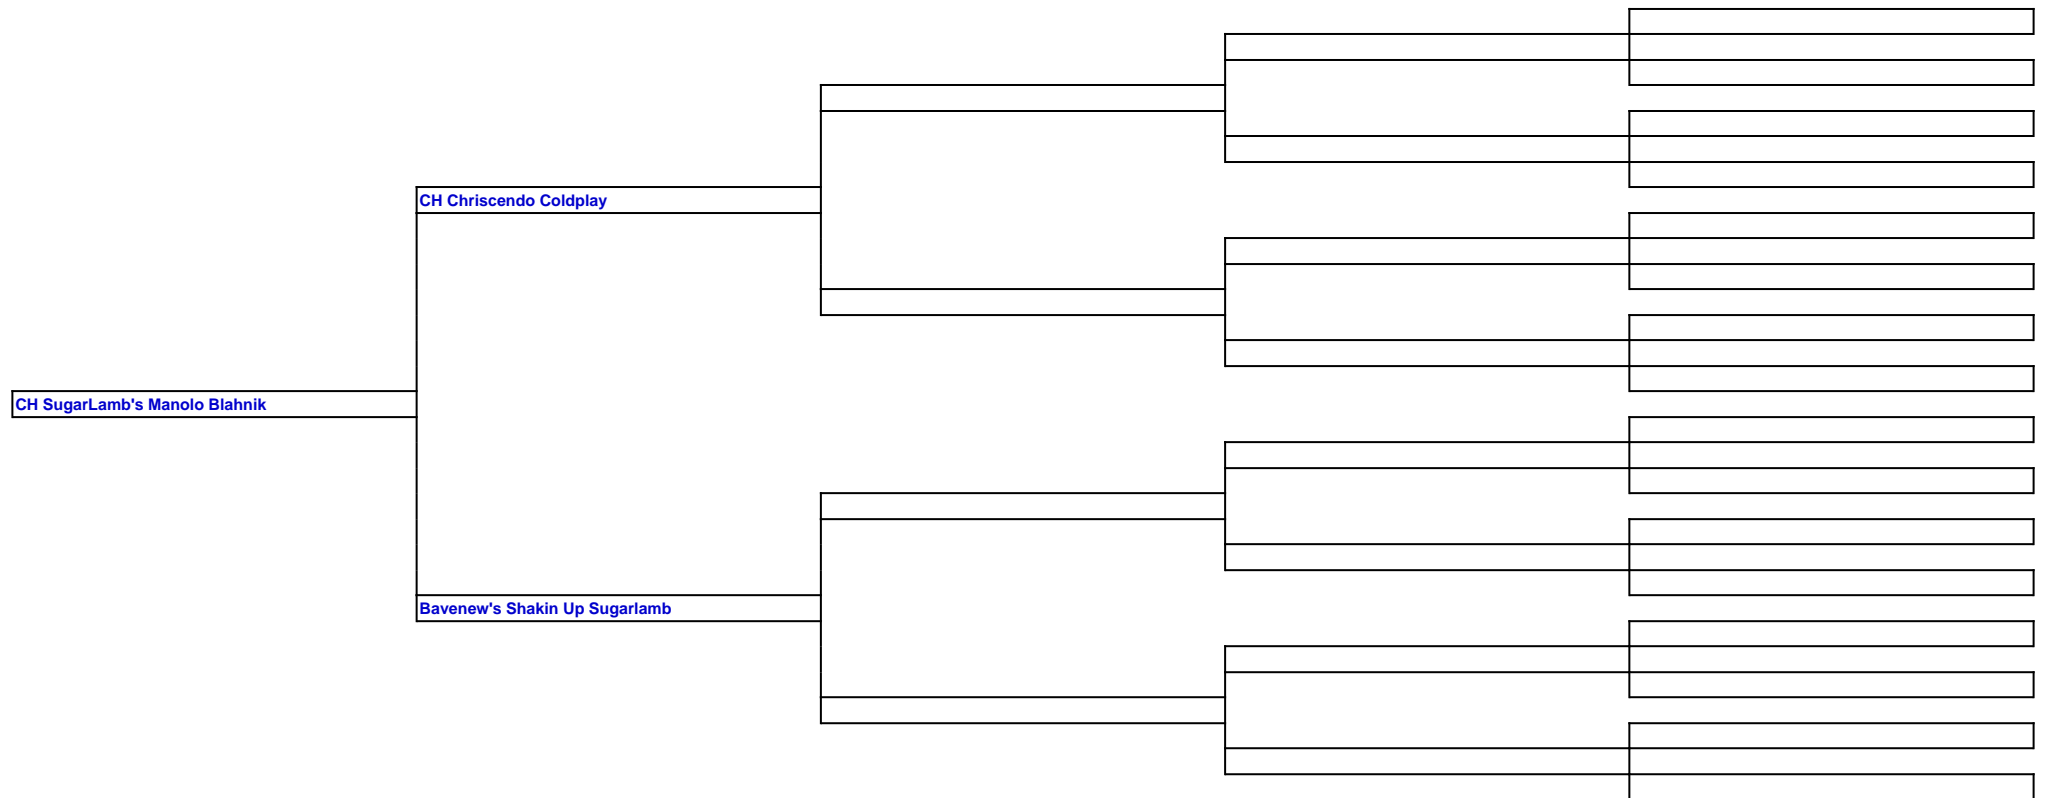 CH Chriscendo Coldplay
CH SugarLamb's Manolo Blahnik
Bavenew's Shakin Up Sugarlamb